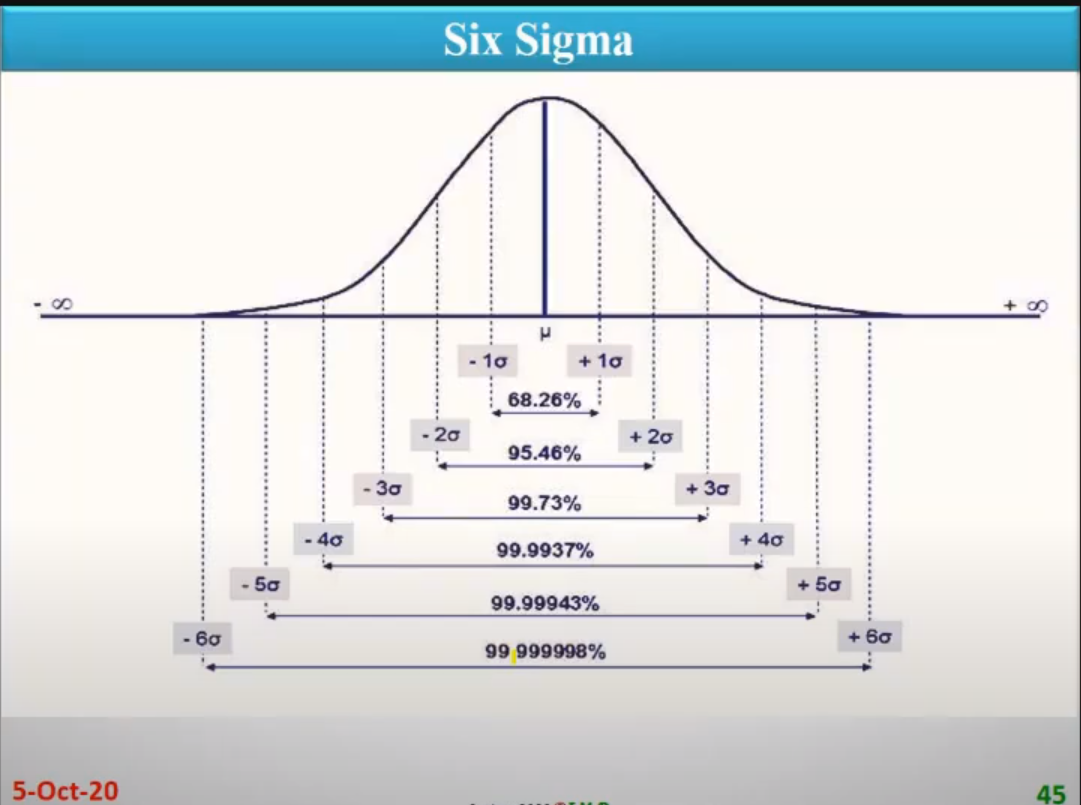 Six Sigma
- ∞
+ ∞
μ
- 1σ
+ 1σ
68.26%
- 2σ
+ 2σ
95.46%
- 3σ
+ 3σ
99.73%
- 4σ
+ 4σ
99.9937%
- 5σ
+ 5σ
99.99943%
- 6σ
+ 6σ
99.999998%
5-Oct-20
45